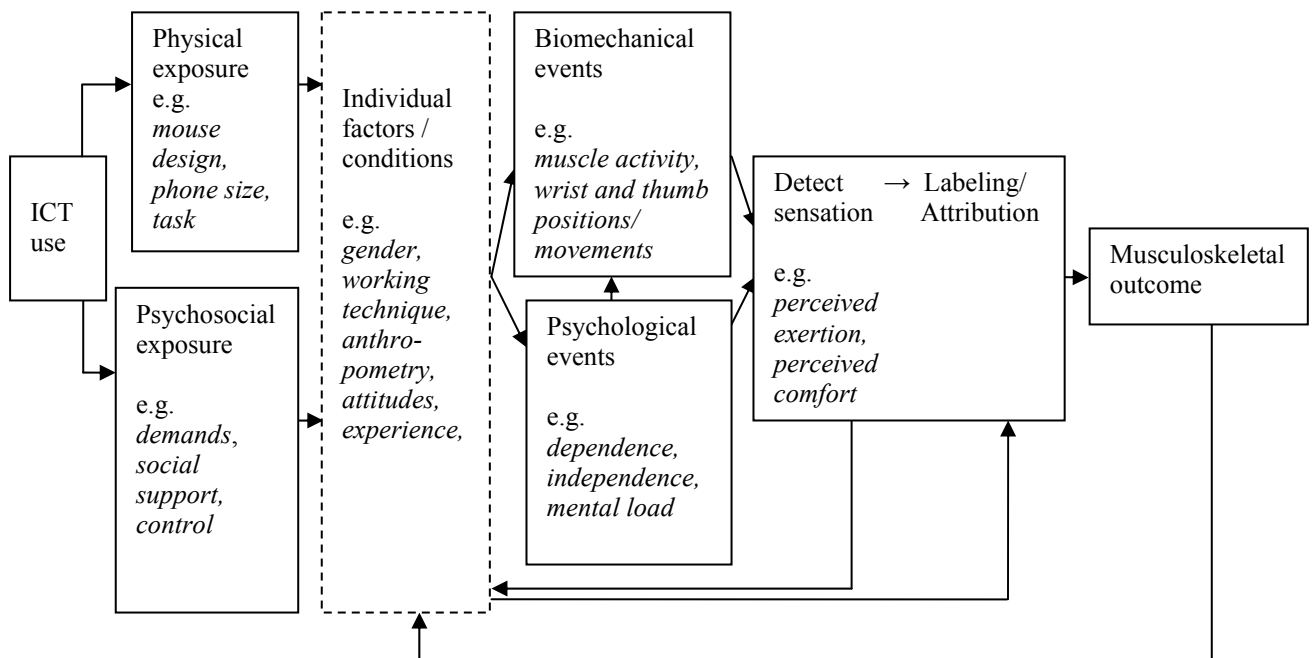 ICT
use
Physical
exposure
e.g.
mouse
design,
phone size,
task
Psychosocial
exposure
e.g.
demands,
social
support,
control
Individual
factors /
conditions
e.g.
gender,
working
technique,
anthro-
pometry,
attitudes,
experience,
Biomechanical
events
e.g.
muscle activity,
wrist and thumb
positions/
movements
Psychological
events
e.g.
dependence,
independence,
mental load
Detect → Labeling/
sensation Attribution
e.g.
perceived
exertion,
perceived
comfort
Musculoskeletal
outcome